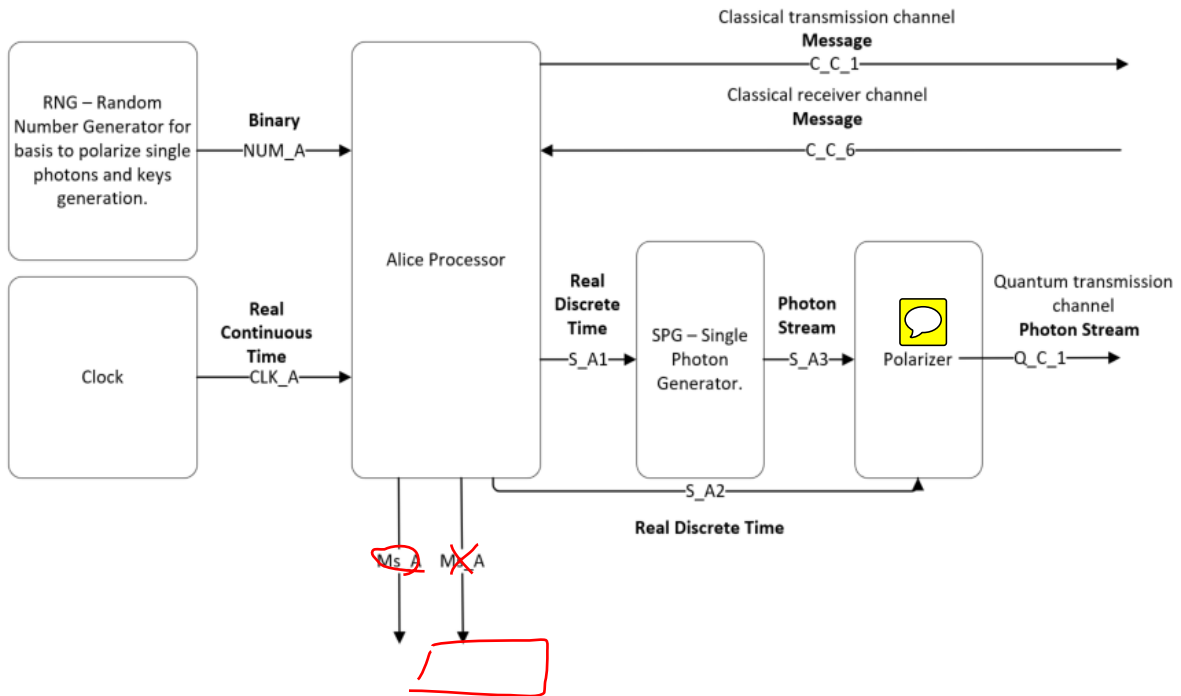 Classical transmission channel
Message
C_C_1
RNG – Random
Number Generator for
basis to polarize single
photons and keys
generation.
Binary
NUM_A
Classical receiver channel
Message
C_C_6
Alice Processor
Clock
Real
Continuous
Time
CLK_A
Real
Discrete
Time
S_A1
SPG – Single
Photon
Generator.
Photon
Stream
S_A3
Polarizer
Quantum transmission
channel
Photon Stream
Q_C_1
S_A2
Real Discrete Time
Ms_A